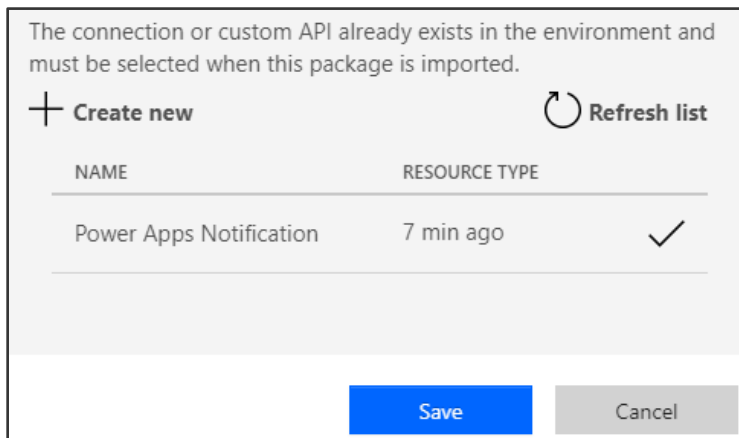 The connection or custom API already exists in the environment and
must be selected when this package is imported.
Create new Refresh list
NAME RESOURCE TYPE
Power Apps Notification 7 min ago
Save Cancel